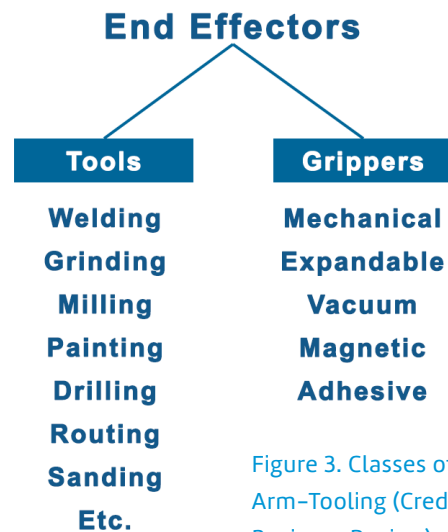 End Effectors
Tools
Welding
Grinding
Milling
Painting
Drilling
Routing
Sanding
Etc.
Grippers
Mechanical
Expandable
Vacuum
Magnetic
Adhesive
Figure 3. Classes
Arm-Tooling